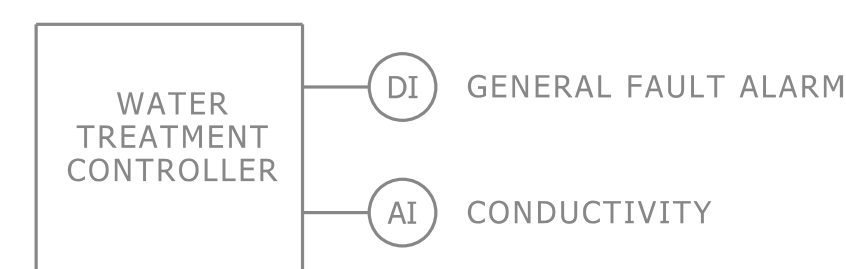 WATER
TREATMENT
CONTROLLER
DI GENERAL FAULT ALARM
AI CONDUCTIVITY